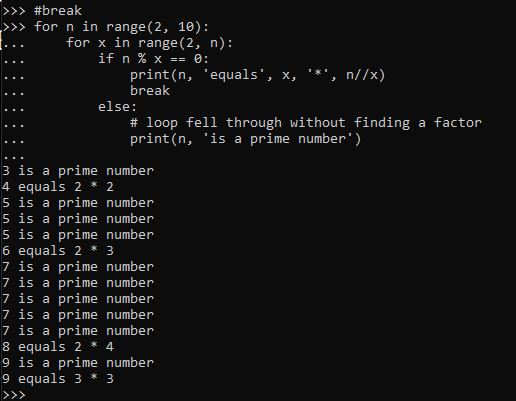 >>> #break
>>> for n in range(2, 10):
...     for x in range(2, n):
...         if n % x == 0:
...             print(n, 'equals', x, '*', n//x)
...             break
...         else:
...             # loop fell through without finding a factor
...             print(n, 'is a prime number')
...
3 is a prime number
4 equals 2 * 2
5 is a prime number
5 is a prime number
5 is a prime number
6 equals 2 * 3
7 is a prime number
7 is a prime number
7 is a prime number
7 is a prime number
7 is a prime number
8 equals 2 * 4
9 is a prime number
9 equals 3 * 3
>>>